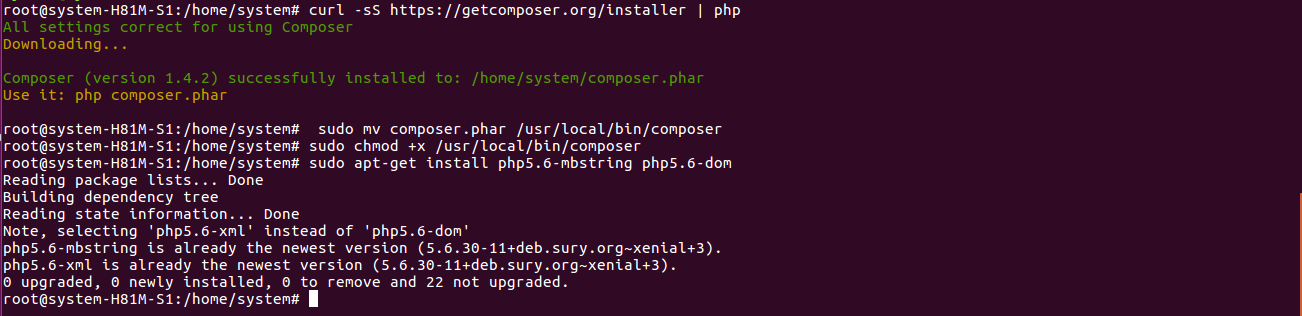 root@system-H81M-S1:/home/system# curl -sS https://getcomposer.org/installer | php
All settings correct for using Composer
Downloading...
Composer (version 1.4.2) successfully installed to: /home/system/composer.phar
Use it: php composer.phar
root@system-H81M-S1:/home/system#  sudo mv composer.phar /usr/local/bin/composer
root@system-H81M-S1:/home/system# sudo chmod +x /usr/local/bin/composer
root@system-H81M-S1:/home/system# sudo apt-get install php5.6-mbstring php5.6-dom
Reading package lists... Done
Building dependency tree
Reading state information... Done
Note, selecting 'php5.6-xml' instead of 'php5.6-dom'
php5.6-mbstring is already the newest version (5.6.30-11+deb.sury.org~xenial+3).
php5.6-xml is already the newest version (5.6.30-11+deb.sury.org~xenial+3).
0 upgraded, 0 newly installed, 0 to remove and 22 not upgraded.
root@system-H81M-S1:/home/system#